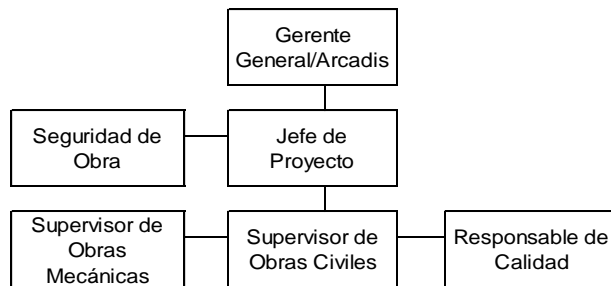 Gerente
General/Arcadis
Seguridad de
Obra
Jefe de
Proyecto
Supervisor de
Obras
Mecánicas
Supervisor de
Obras Civiles
Responsable de
Calidad